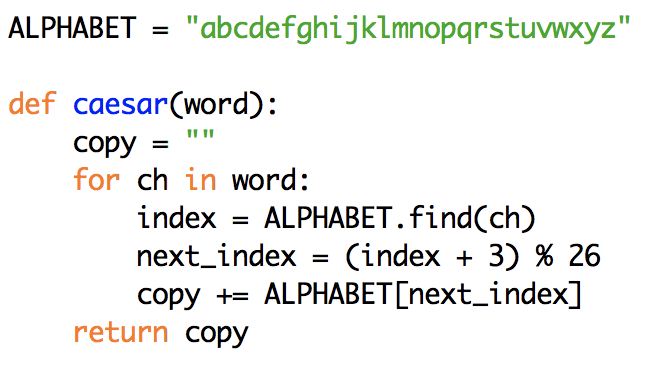 ALPHABET = "abcdefghijklmnopqrstuvwxyz"

def caesar(word):
    copy = ""
    for ch in word:
        index = ALPHABET.find(ch)
        next_index = (index + 3) % 26
        copy += ALPHABET[next_index]
    return copy